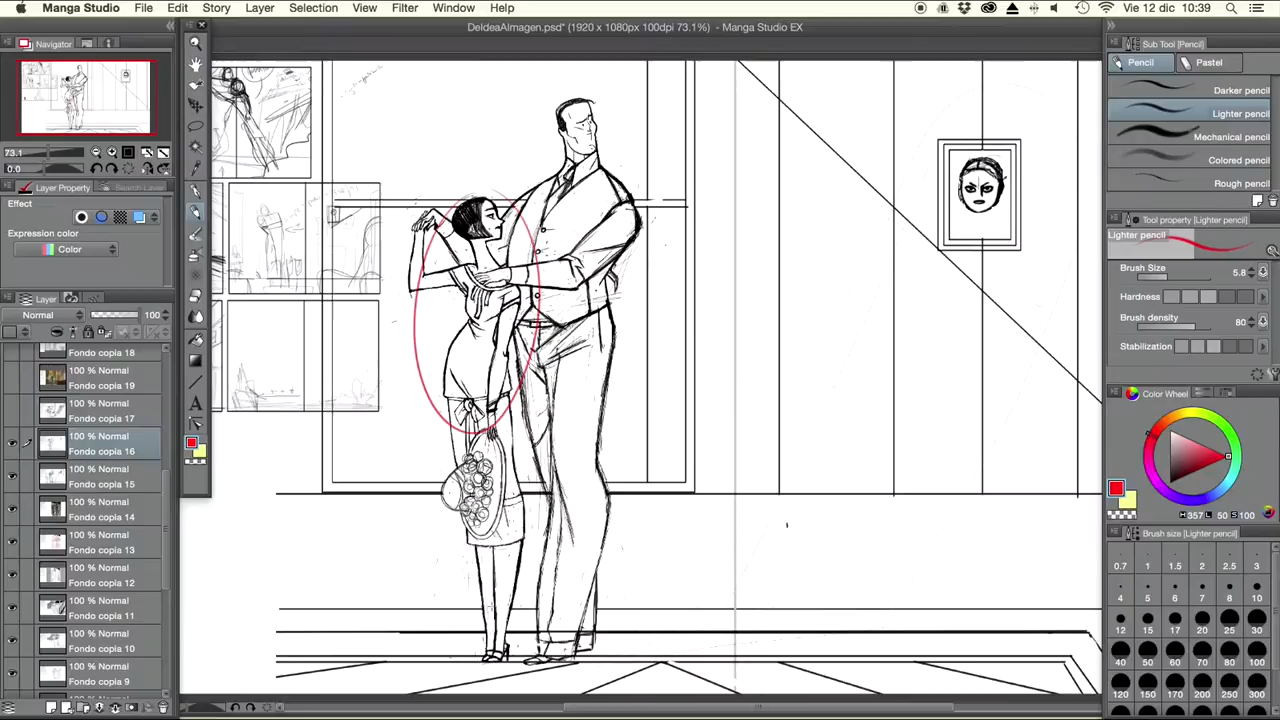 Manga Studio File Edit Story Layer Selection View Filter Window Help Vie 12 dic 10:39
DeIdeaAImagen.psd* (1920 x 1080px 100dpi 73.1%) - Manga Studio EX
Navigator
73.1
0.0
Layer Property Search Layer
Effect
Expression color
Color
Layer
Normal 100
Fondo copia 18
100 % Normal
Fondo copia 19
100 % Normal
Fondo copia 17
100 % Normal
Fondo copia 16
100 % Normal
Fondo copia 15
100 % Normal
Fondo copia 14
100 % Normal
Fondo copia 13
100 % Normal
Fondo copia 12
100 % Normal
Fondo copia 11
100 % Normal
Fondo copia 10
100 % Normal
Fondo copia 9
A
Sub Tool [Pencil]
Pencil Pastel
Darker pencil
Lighter pencil
Mechanical pencil
Colored pencil
Rough pencil
Tool property [Lighter pencil]
Lighter pencil
Brush Size 5.8
Hardness
Brush density 80
Stabilization
Color Wheel
H 357 L 50 S 100
Brush size [Lighter pencil]
0.7 1 1.5 2 2.5 3
4 5 6 7 8 10
12 15 17 20 25 30
40 50 60 70 80 100
120 150 170 200 250 300